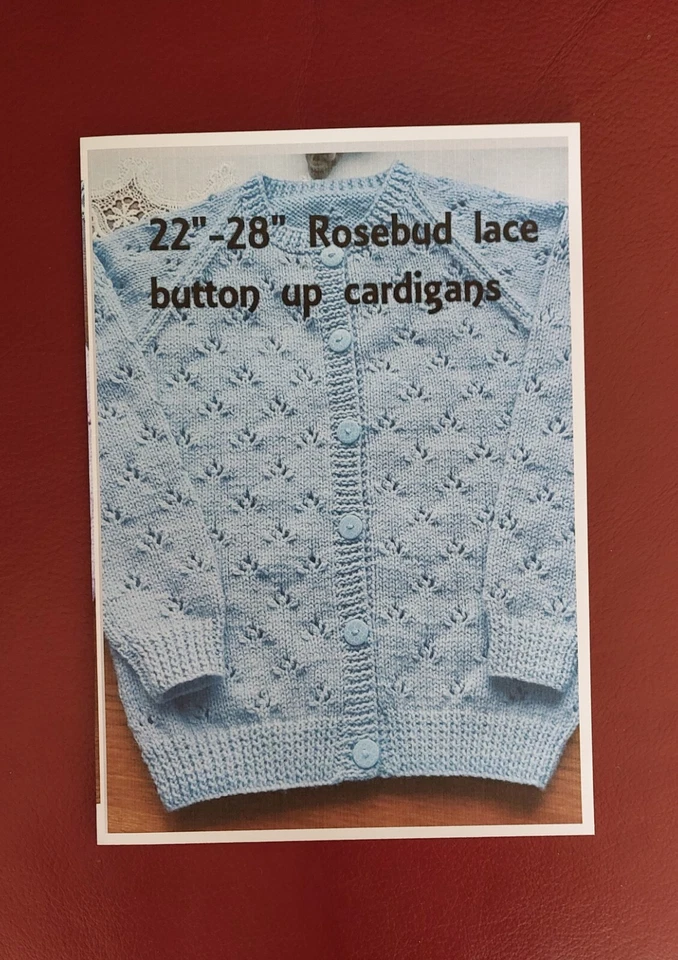 22"-28" Rosebud lace
button up cardigans